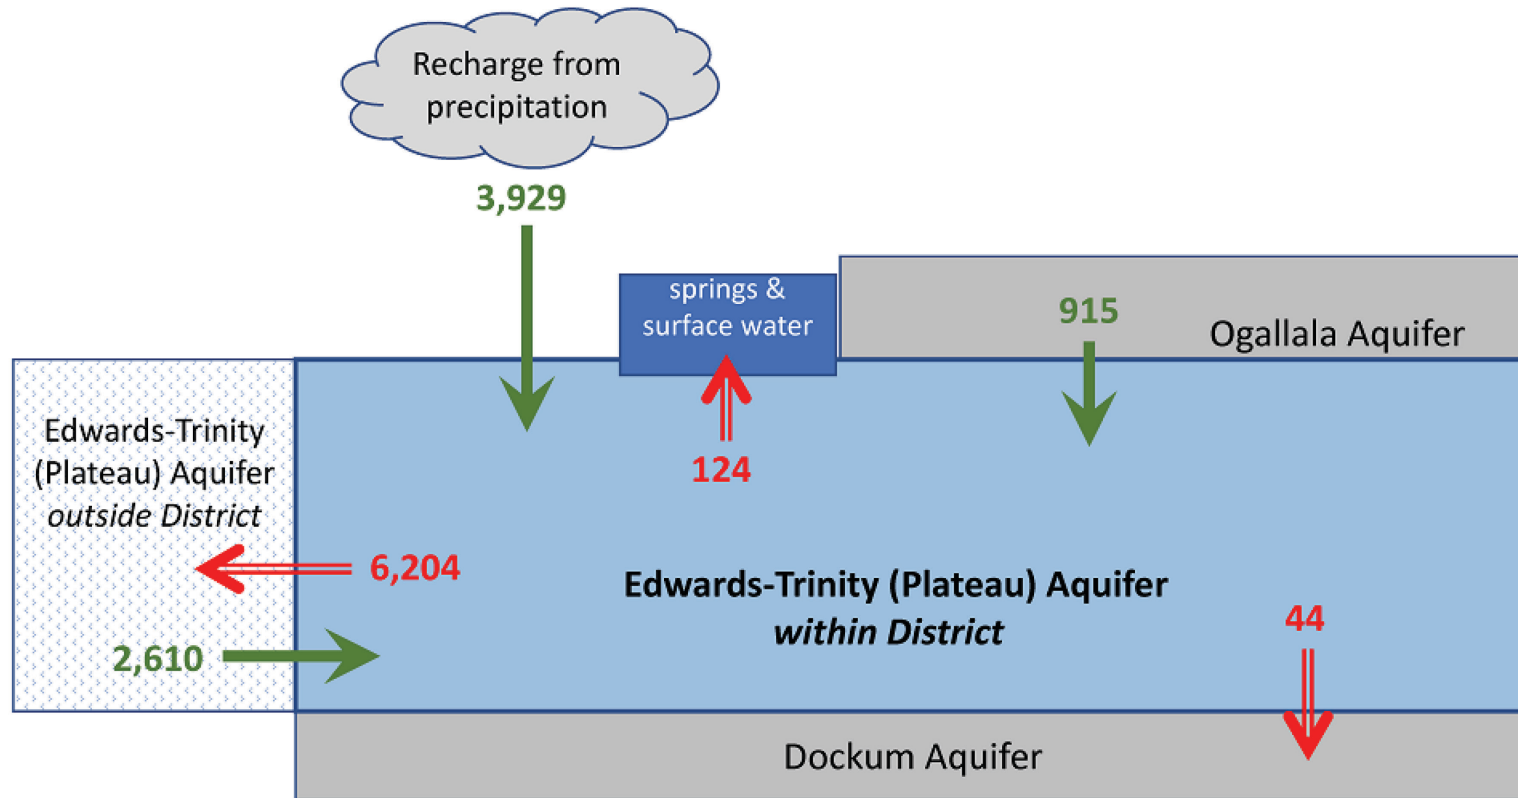 Recharge from
precipitation
3,929
springs &
surface water
915
Ogallala Aquifer
Edwards-Trinity
(Plateau) Aquifer
outside District
124
6,204
Edwards-Trinity (Plateau) Aquifer
within District
44
2,610
Dockum Aquifer